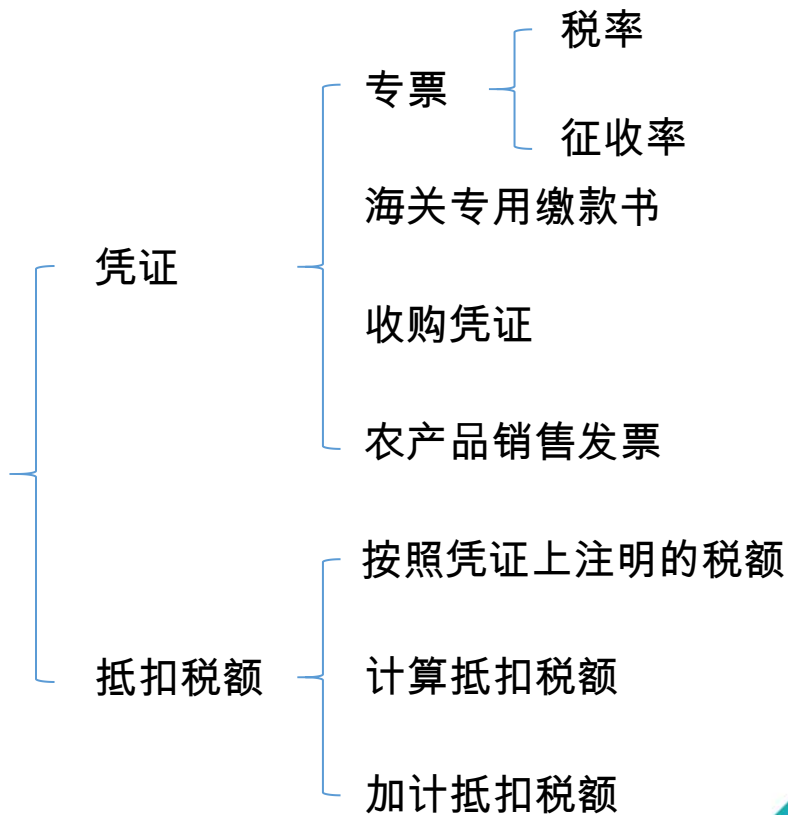 税率
专票
征收率
海关专用缴款书
凭证
收购凭证
农产品销售发票
按照凭证上注明的税额
抵扣税额
计算抵扣税额
加计抵扣税额